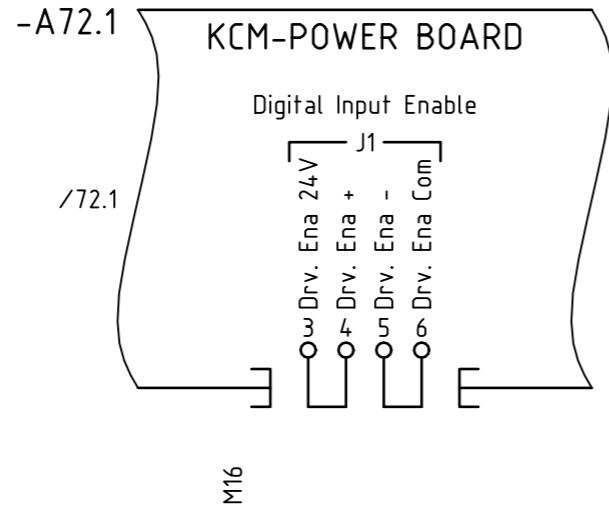 -A72.1
KCM-POWER BOARD
Digital Input Enable
J1
/72.1
Drv. Ena 24V
Drv. Ena +
Drv. Ena -
Drv. Ena Com
3 4 5 6
M16